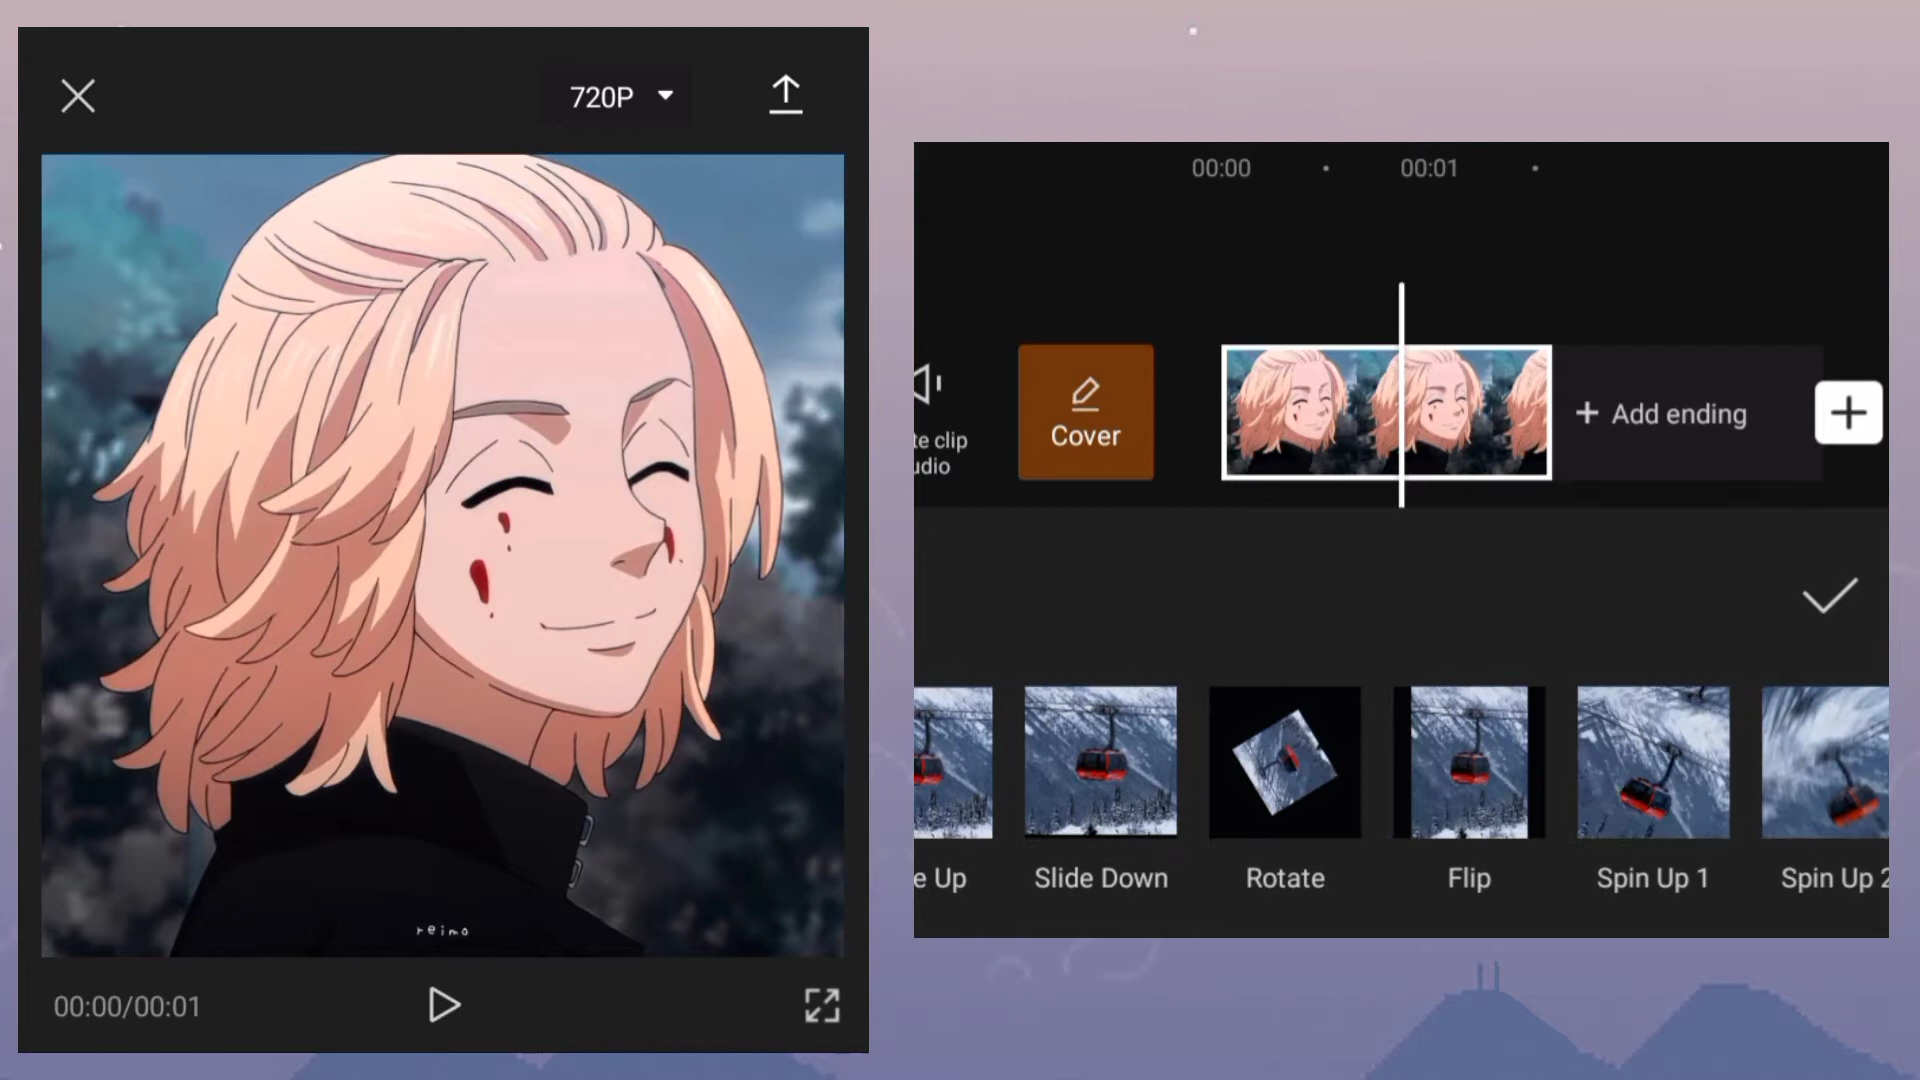 720P
reimo
00:00/00:01
00:00
00:01
te clip
udio
Cover
+ Add ending
e Up
Slide Down
Rotate
Flip
Spin Up 1
Spin Up 2